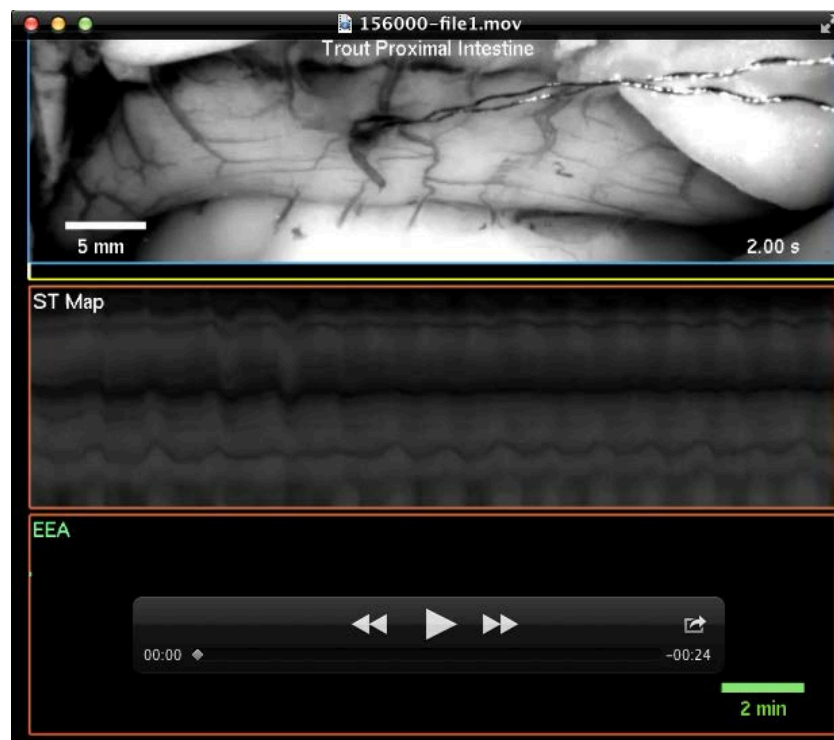 156000-file1.mov
Trout Proximal Intestine
5 mm
2.00 s
ST Map
EEA
00:00
-00:24
2 min